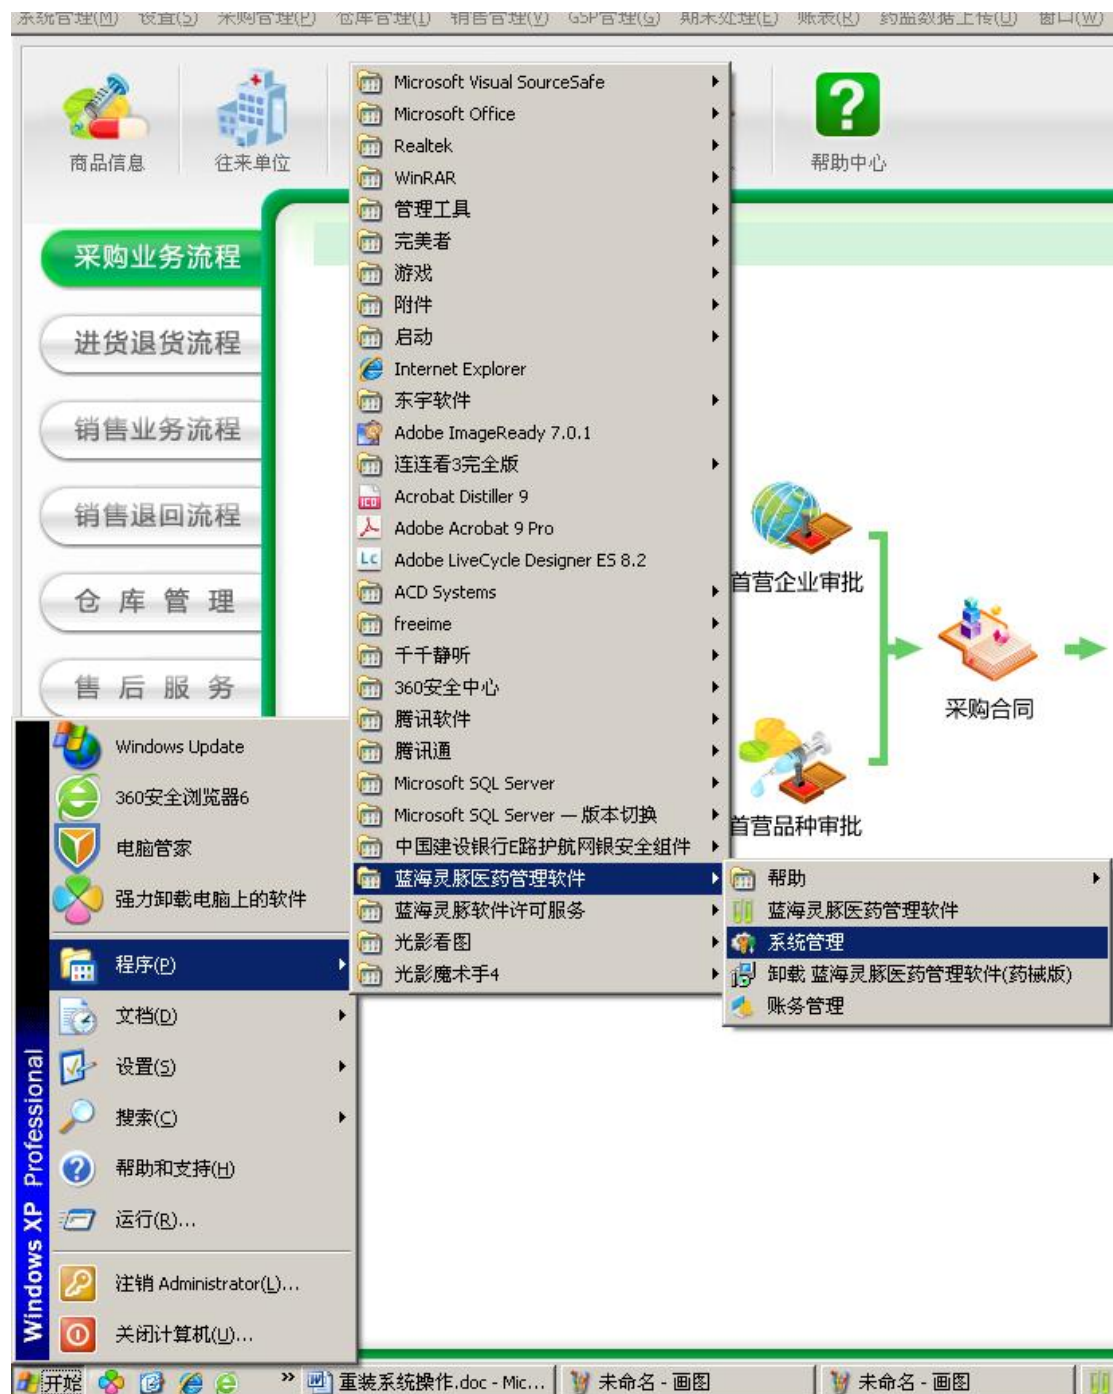 系统管理(M) 设置(S) 采购管理(P) 仓库管理(I) 销售管理(V) GSP管理(G) 期末处理(E) 账表(R) 药监数据上传(U) 窗口(W)
商品信息
往来单位
帮助中心
采购业务流程
进货退货流程
销售业务流程
销售退回流程
仓库管理
售后服务
Microsoft Visual SourceSafe
Microsoft Office
Realtek
WinRAR
管理工具
完美者
游戏
附件
启动
Internet Explorer
东宇软件
Adobe ImageReady 7.0.1
连连看3完全版
Acrobat Distiller 9
Adobe Acrobat 9 Pro
Adobe LiveCycle Designer ES 8.2
ACD Systems
freeime
千千静听
360安全中心
腾讯软件
腾讯通
Microsoft SQL Server
Microsoft SQL Server — 版本切换
中国建设银行E路护航网银安全组件
蓝海灵豚医药管理软件
蓝海灵豚软件许可服务
光影看图
光影魔术手4
首营企业审批
采购合同
首营品种审批
帮助
蓝海灵豚医药管理软件
系统管理
卸载 蓝海灵豚医药管理软件(药械版)
账务管理
Windows Update
360安全浏览器6
电脑管家
强力卸载电脑上的软件
程序(P)
文档(D)
设置(S)
搜索(C)
帮助和支持(H)
运行(R)...
注销 Administrator(L)...
关闭计算机(U)...
Windows XP Professional
开始
重装系统操作.doc - Mic...
未命名 - 画图
未命名 - 画图